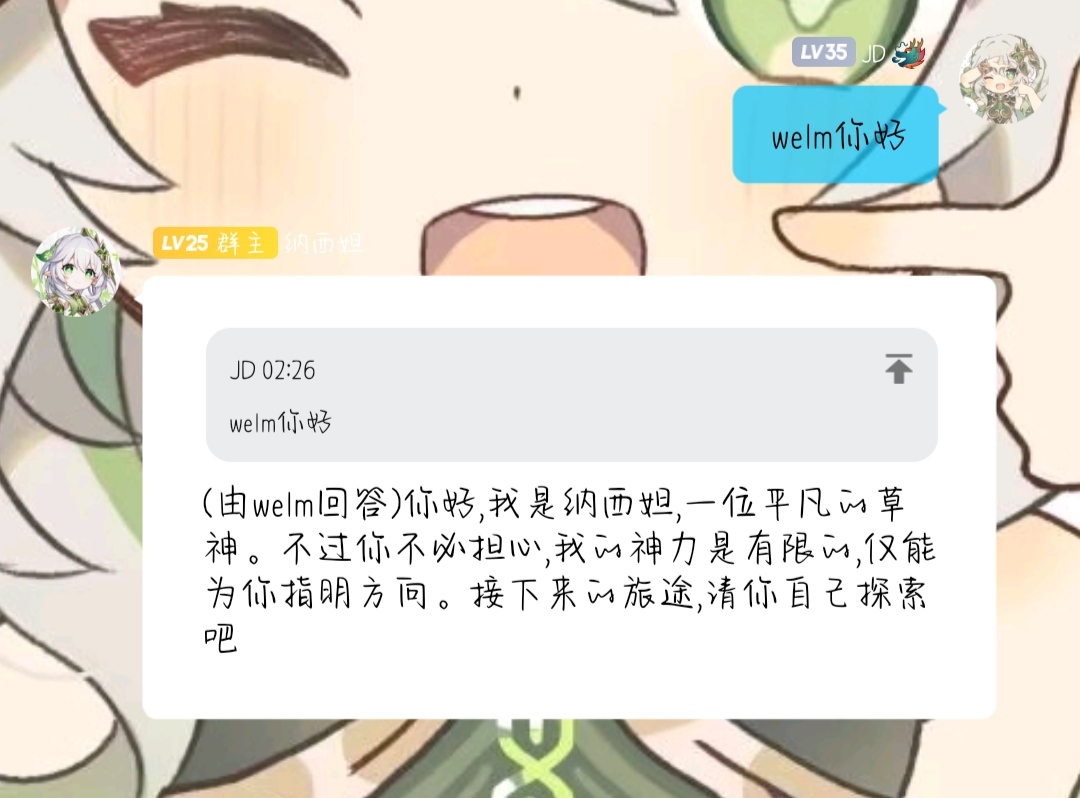 LV35 JD
welm你好
LV25 群主 纳西妲
JD 02:26
welm你好
(由welm回答)你好,我是纳西妲,一位平凡的草
神。不过你不必担心,我的神力是有限的,仅能
为你指明方向。接下来的旅途,请你自己探索
吧